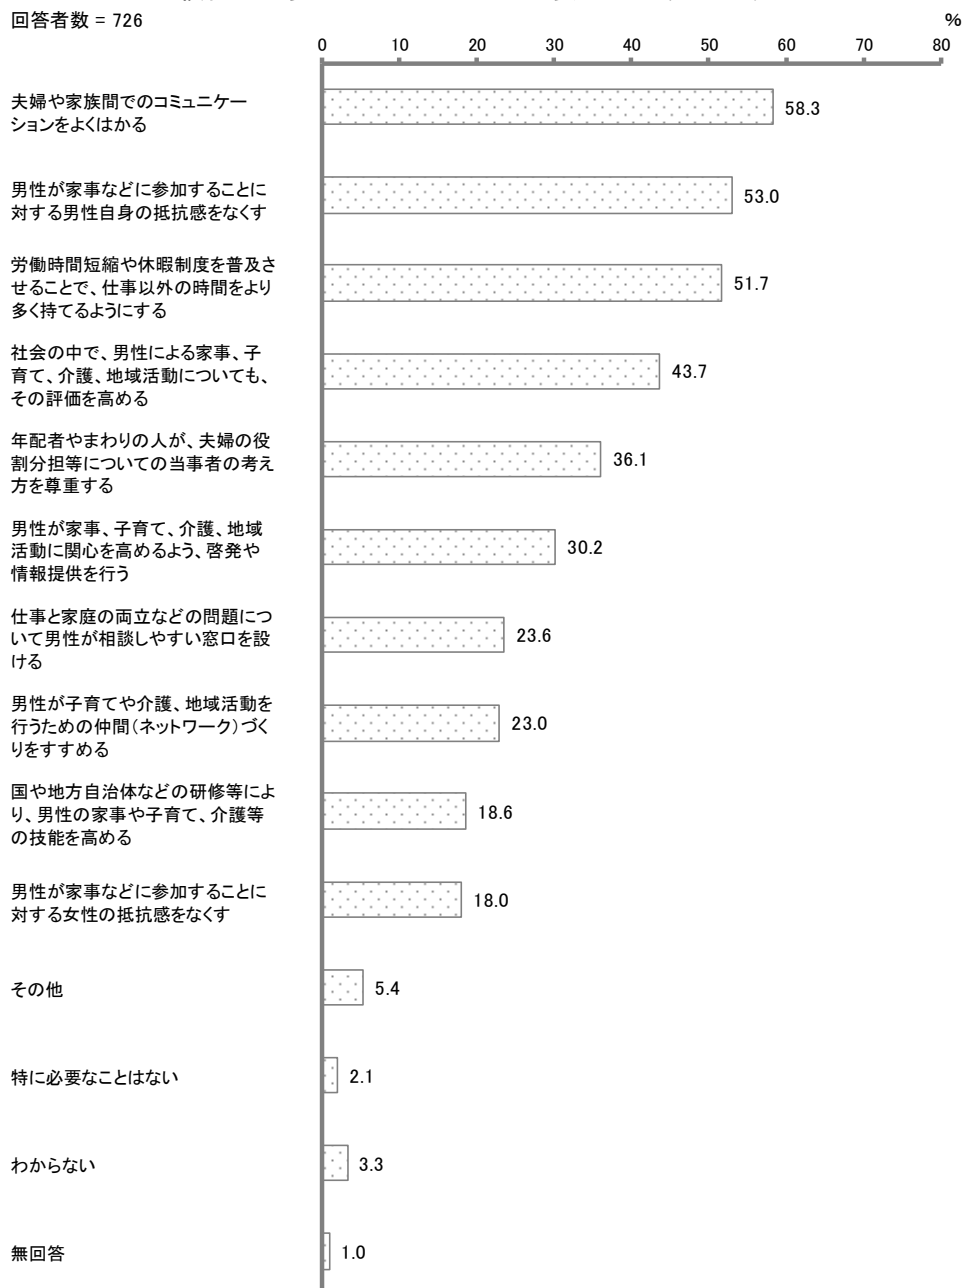 回答者数 = 726
%
0 10 20 30 40 50 60 70 80
夫婦や家族間でのコミュニケー
ションをよくはかる
58.3
男性が家事などに参加することに
対する男性自身の抵抗感をなくす
53.0
労働時間短縮や休暇制度を普及さ
せることで、仕事以外の時間をより
多く持てるようにする
51.7
社会の中で、男性による家事、子
育て、介護、地域活動についても、
その評価を高める
43.7
年配者やまわりの人が、夫婦の役
割分担等についての当事者の考え
方を尊重する
36.1
男性が家事、子育て、介護、地域
活動に関心を高めるよう、啓発や
情報提供を行う
30.2
仕事と家庭の両立などの問題につ
いて男性が相談しやすい窓口を設
ける
23.6
男性が子育てや介護、地域活動を
行うための仲間(ネットワーク)づく
りをすすめる
23.0
国や地方自治体などの研修等によ
り、男性の家事や子育て、介護等
の技能を高める
18.6
男性が家事などに参加することに
対する女性の抵抗感をなくす
18.0
その他
5.4
特に必要なことはない
2.1
わからない
3.3
無回答
1.0